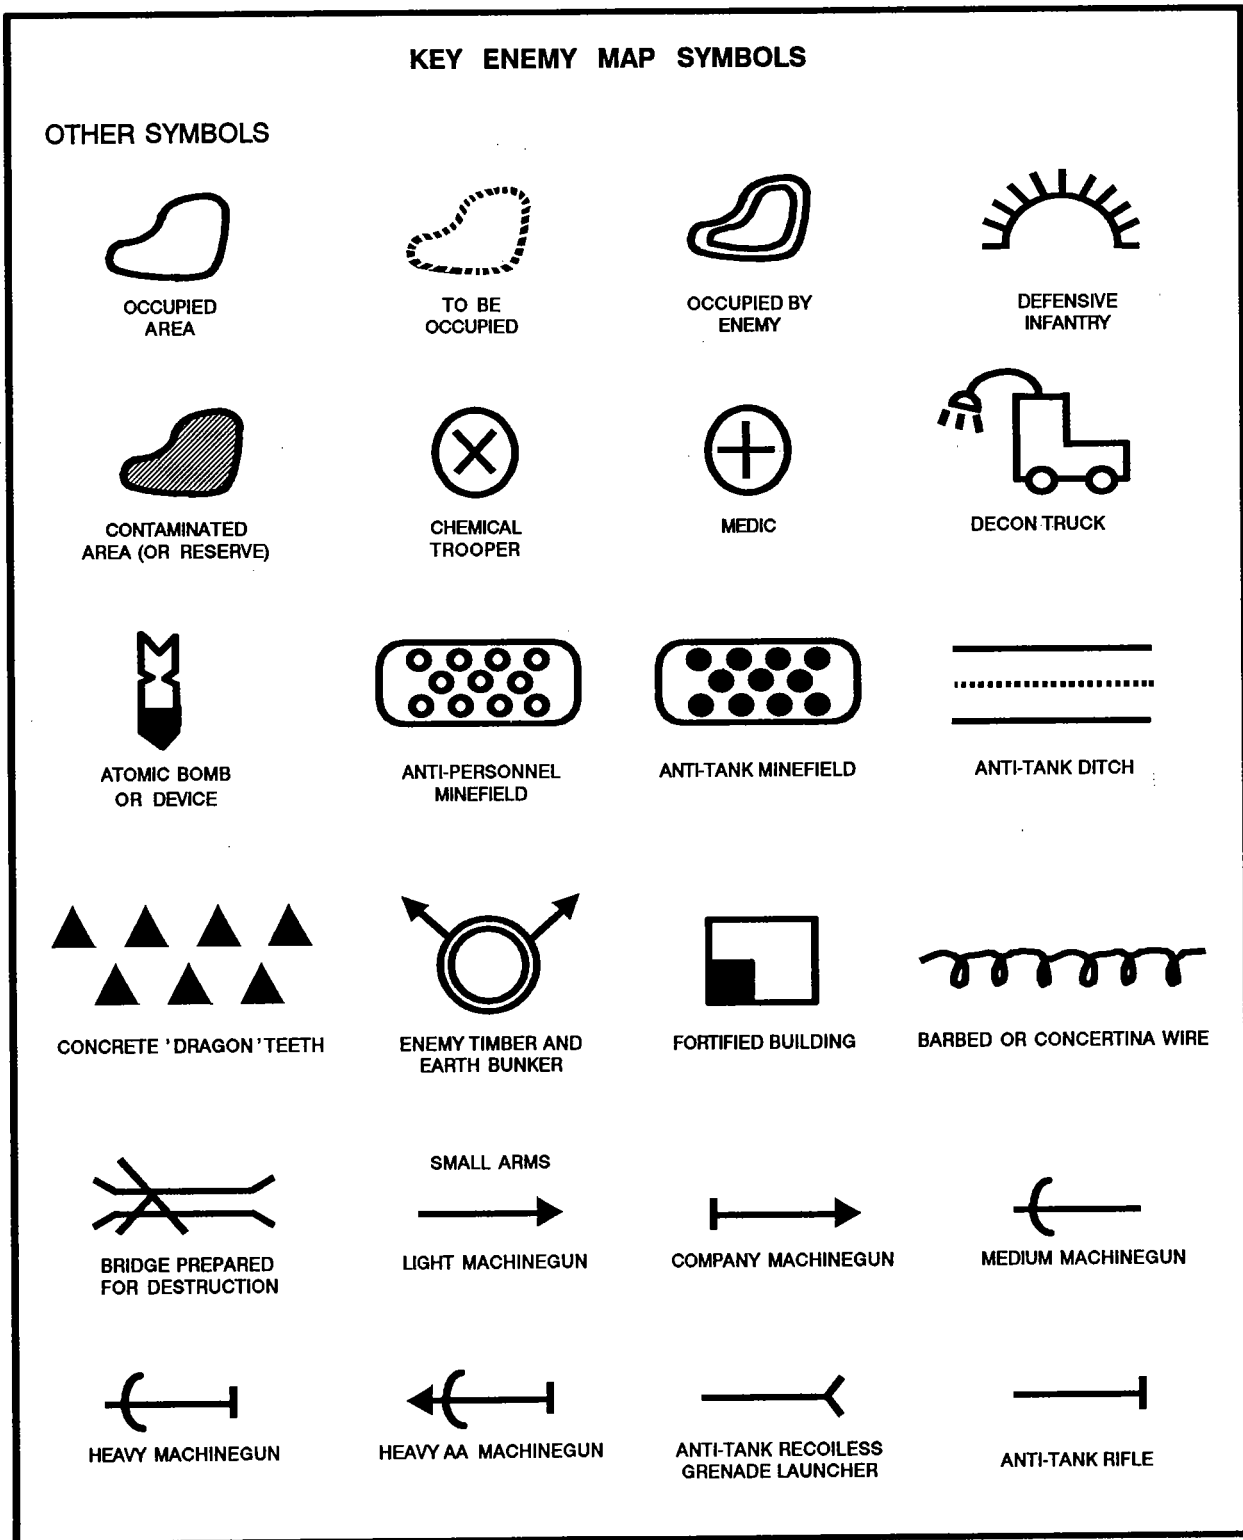 KEY ENEMY MAP SYMBOLS
OTHER SYMBOLS
OCCUPIED
AREA
TO BE
OCCUPIED
OCCUPIED BY
ENEMY
DEFENSIVE
INFANTRY
CONTAMINATED
AREA (OR RESERVE)
CHEMICAL
TROOPER
MEDIC
DECON TRUCK
ATOMIC BOMB
OR DEVICE
ANTI-PERSONNEL
MINEFIELD
ANTI-TANK MINEFIELD
ANTI-TANK DITCH
CONCRETE 'DRAGON' TEETH
ENEMY TIMBER AND
EARTH BUNKER
FORTIFIED BUILDING
BARBED OR CONCERTINA WIRE
BRIDGE PREPARED
FOR DESTRUCTION
SMALL ARMS
LIGHT MACHINEGUN
COMPANY MACHINEGUN
MEDIUM MACHINEGUN
HEAVY MACHINEGUN
HEAVY AA MACHINEGUN
ANTI-TANK RECOILESS
GRENADE LAUNCHER
ANTI-TANK RIFLE